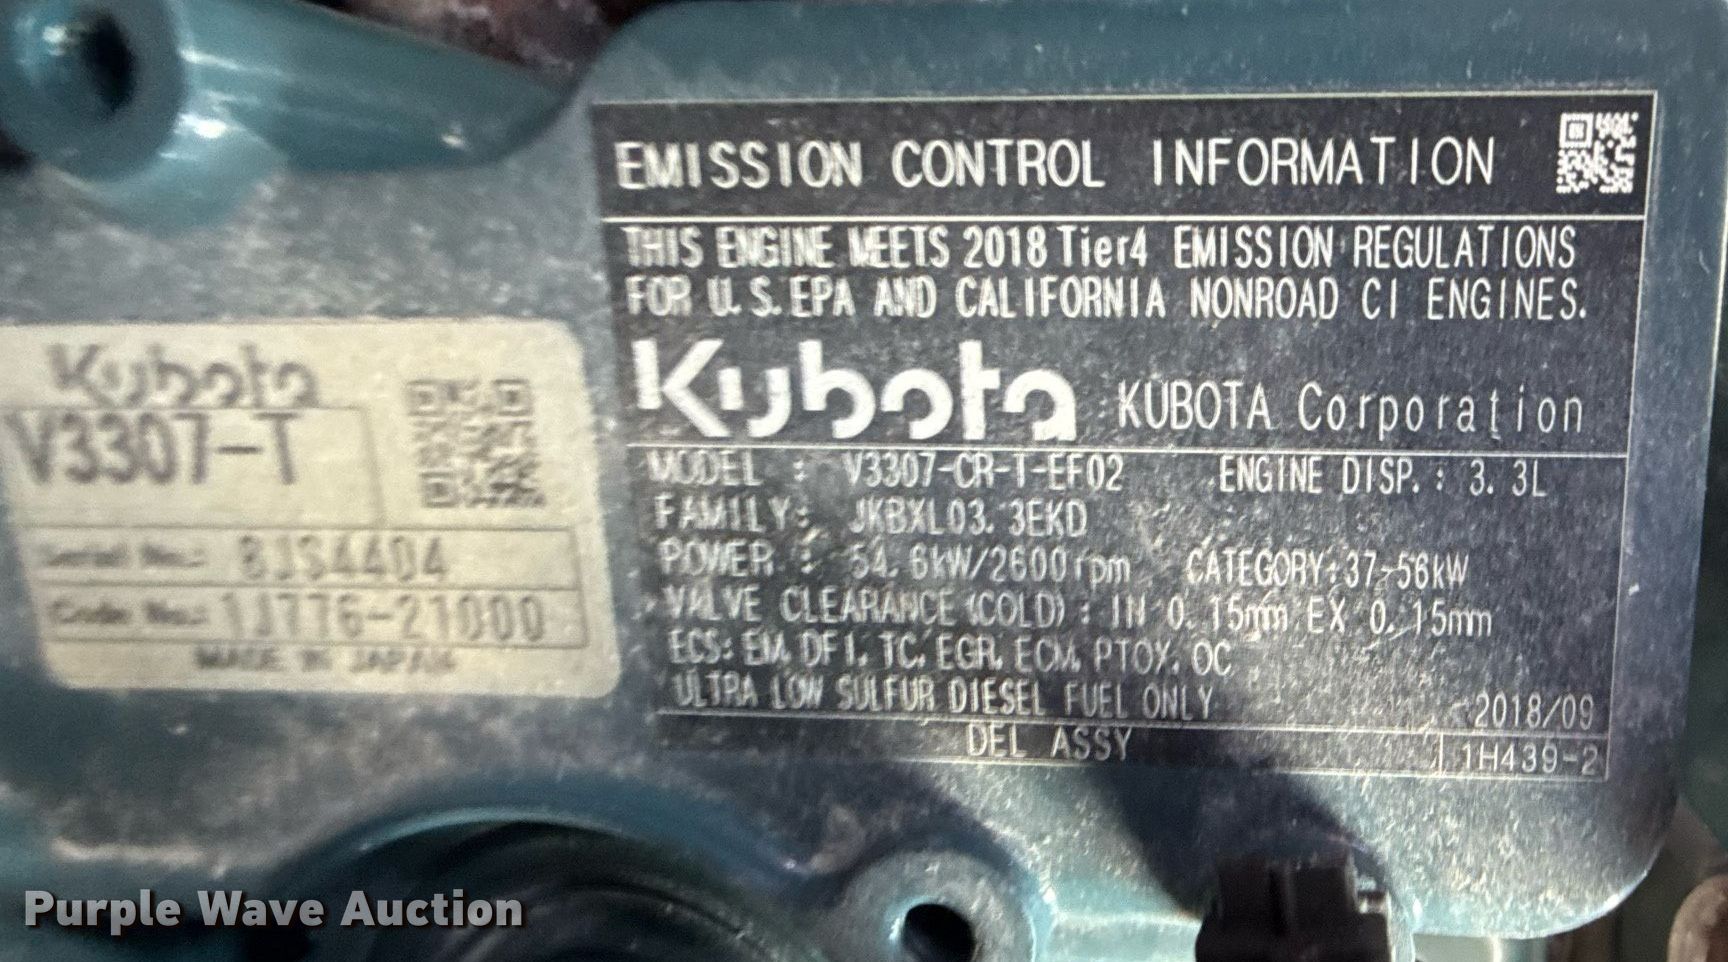 EMISSION CONTROL INFORMATION
THIS ENGINE MEETS 2018 Tier4 EMISSION REGULATIONS
FOR U.S.EPA AND CALIFORNIA NONROAD CI ENGINES.
Kubota KUBOTA Corporation
MODEL : V3307-CR-T-EF02 ENGINE DISP.: 3.3L
FAMILY: JKBXL03.3EKD
POWER : 54.6kW/2600rpm CATEGORY:37-56kW
VALVE CLEARANCE(COLD): IN 0.15mm EX 0.15mm
ECS: EM, DFI, TC, EGR, ECM, PTOX, OC
ULTRA LOW SULFUR DIESEL FUEL ONLY 2018/09
DEL ASSY 1H439-2
Kubota
V3307-T
Serial No.: 8JS4404
Code No.: 1J776-21000
MADE IN JAPAN
Purple Wave Auction